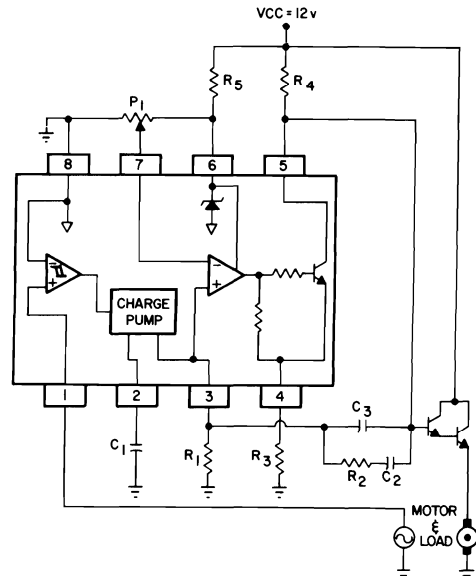 VCC = 12v
R5
R4
P1
8
7
6
5
CHARGE
PUMP
1
2
3
4
C1
R1
R3
C3
R2
C2
MOTOR
&
LOAD